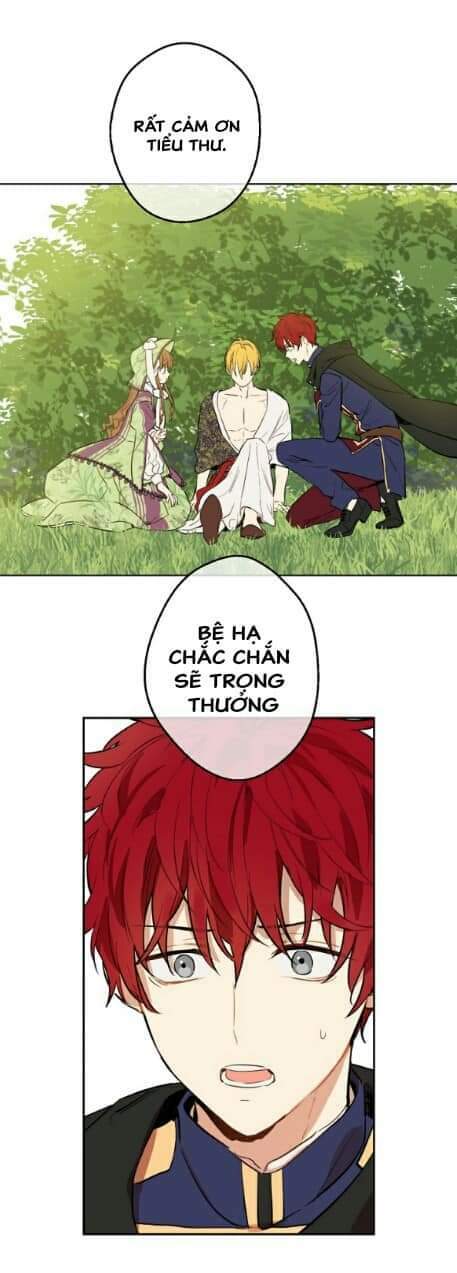 RẤT CẢM ƠN
TIỂU THƯ.
BỆ HẠ
CHẮC CHẮN
SẼ TRỌNG
THƯỞNG